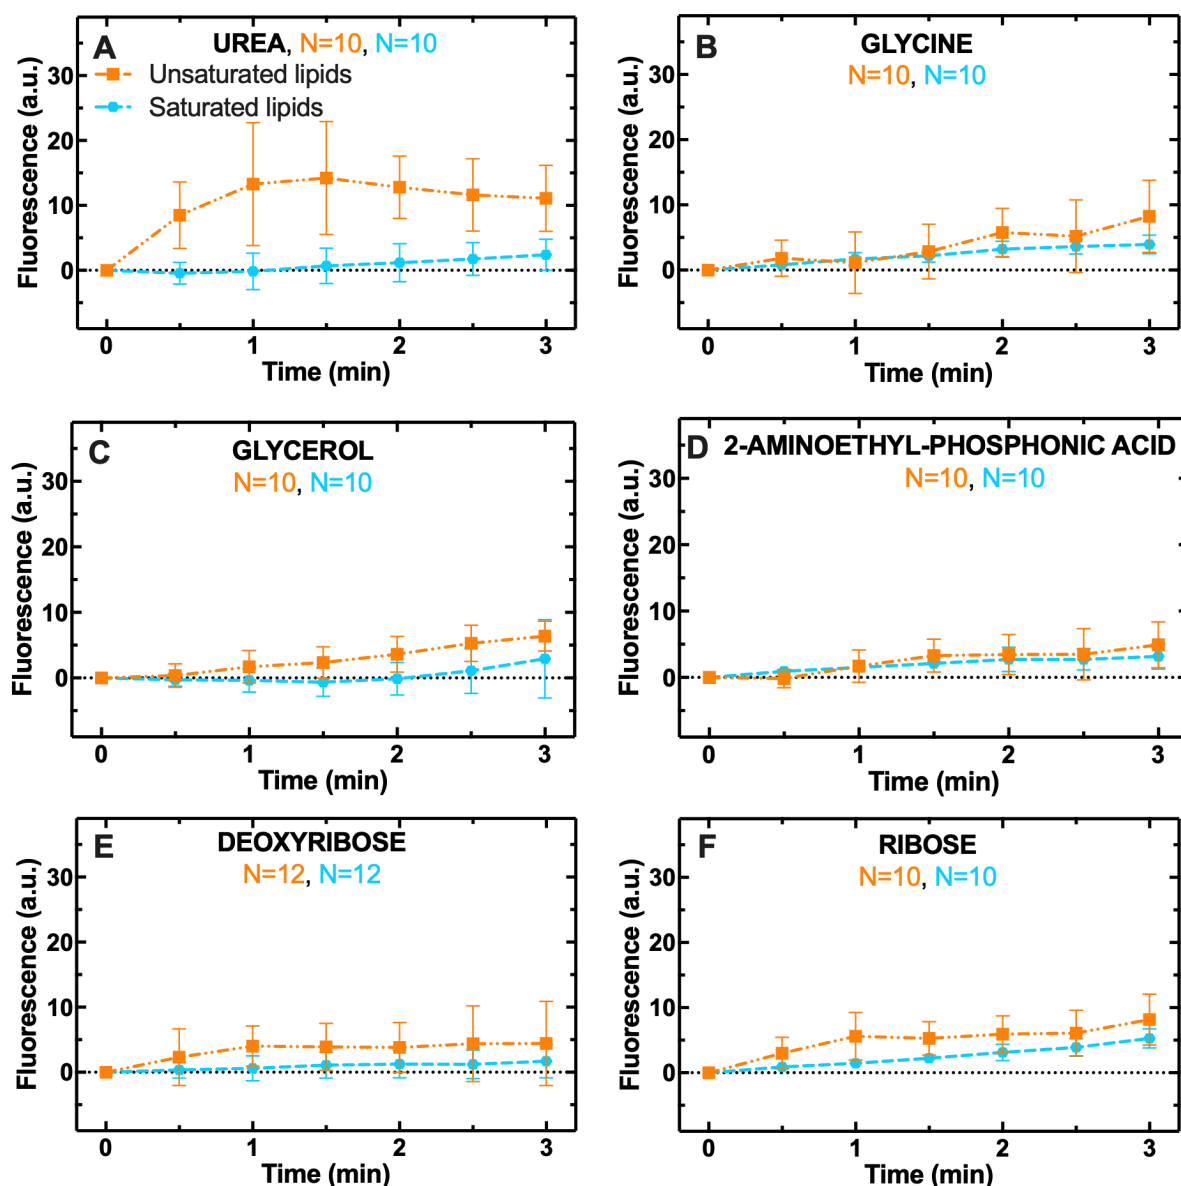 A
UREA, N=10, N=10
Unsaturated lipids
Saturated lipids
Fluorescence (a.u.)
30
20
10
0
0 1 2 3
Time (min)
B
GLYCINE
N=10, N=10
Fluorescence (a.u.)
30
20
10
0
0 1 2 3
Time (min)
C
GLYCEROL
N=10, N=10
Fluorescence (a.u.)
30
20
10
0
0 1 2 3
Time (min)
D
2-AMINOETHYL-PHOSPHONIC ACID
N=10, N=10
Fluorescence (a.u.)
30
20
10
0
0 1 2 3
Time (min)
E
DEOXYRIBOSE
N=12, N=12
Fluorescence (a.u.)
30
20
10
0
0 1 2 3
Time (min)
F
RIBOSE
N=10, N=10
Fluorescence (a.u.)
30
20
10
0
0 1 2 3
Time (min)